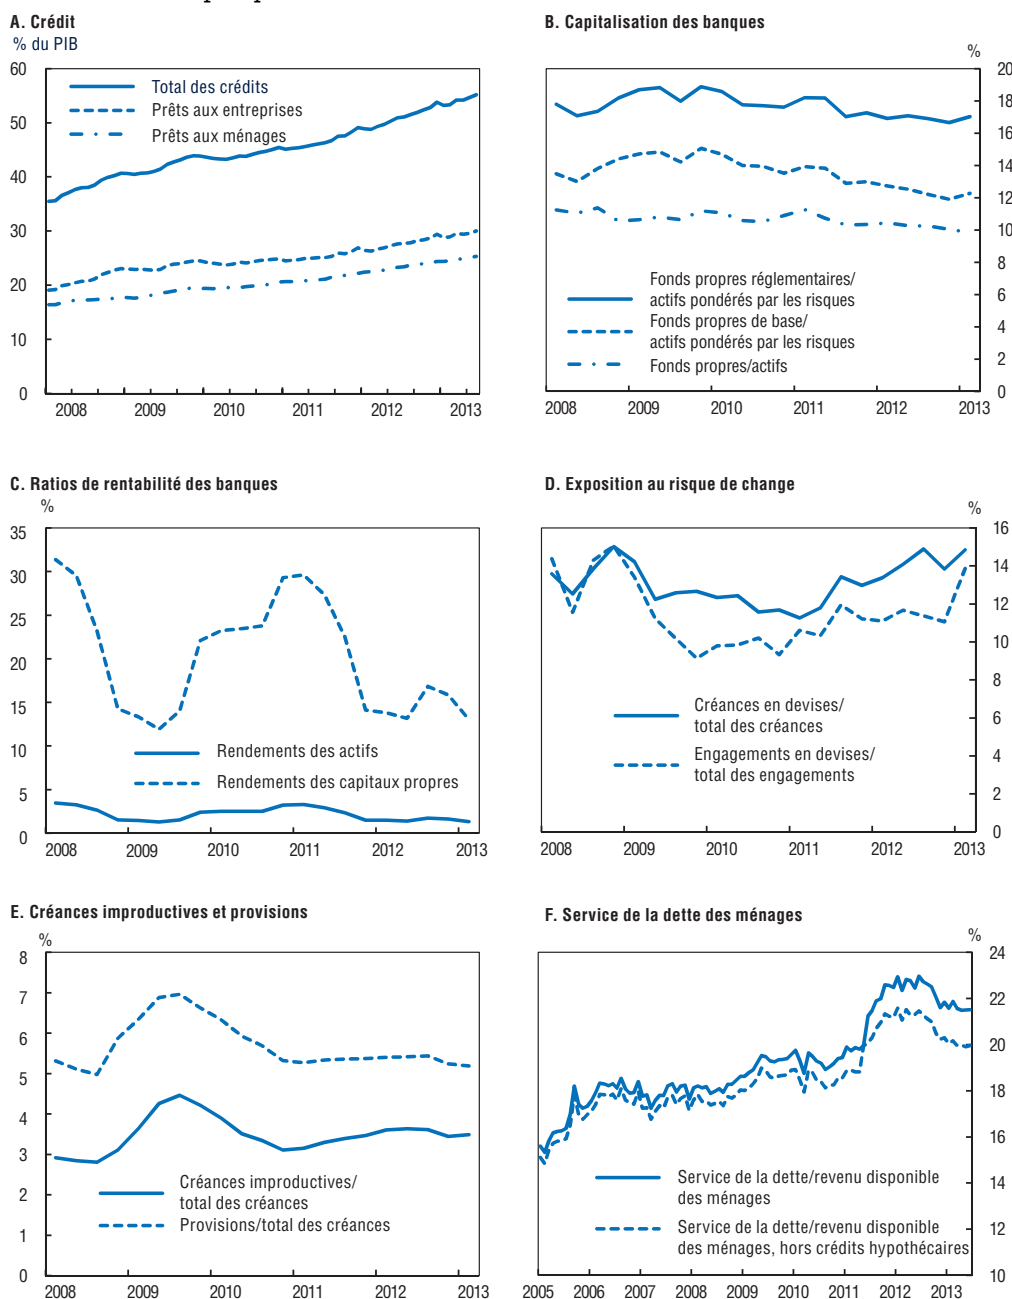 A. Crédit
% du PIB
60
50
40
30
20
10
0
Total des crédits
Prêts aux entreprises
Prêts aux ménages
2008 2009 2010 2011 2012 2013
B. Capitalisation des banques
%
20
18
16
14
12
10
8
6
4
2
0
Fonds propres réglementaires/
actifs pondérés par les risques
Fonds propres de base/
actifs pondérés par les risques
Fonds propres/actifs
2008 2009 2010 2011 2012 2013
C. Ratios de rentabilité des banques
%
35
30
25
20
15
10
5
0
Rendements des actifs
Rendements des capitaux propres
2008 2009 2010 2011 2012 2013
D. Exposition au risque de change
%
16
14
12
10
8
6
4
2
0
Créances en devises/
total des créances
Engagements en devises/
total des engagements
2008 2009 2010 2011 2012 2013
E. Créances improductives et provisions
%
8
7
6
5
4
3
2
1
0
Créances improductives/
total des créances
Provisions/total des créances
2008 2009 2010 2011 2012 2013
F. Service de la dette des ménages
%
24
22
20
18
16
14
12
10
Service de la dette/revenu disponible
des ménages
Service de la dette/revenu disponible
des ménages, hors crédits hypothécaires
2005 2006 2007 2008 2009 2010 2011 2012 2013